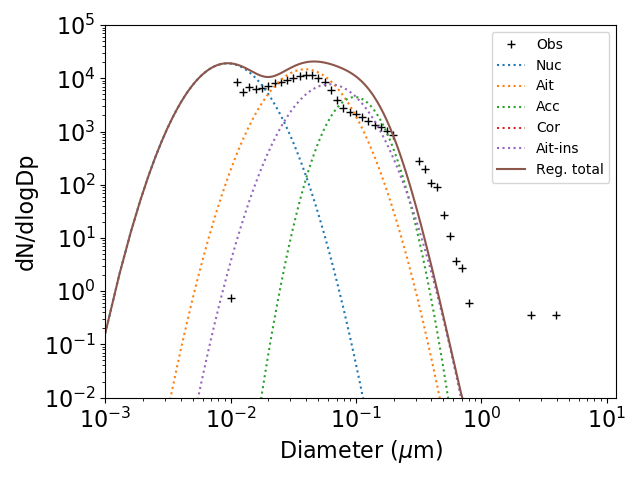 10^5
10^4
10^3
10^2
10^1
10^0
10^-1
10^-2
dN/dlogDp
10^-3 10^-2 10^-1 10^0 10^1
Diameter (μm)
Obs
Nuc
Ait
Acc
Cor
Ait-ins
Reg. total